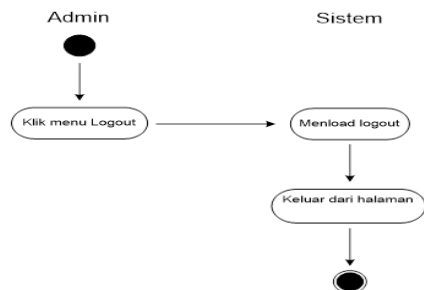 Admin
Sistem
Klik menu Logout
Menload logout
Keluar dari halaman